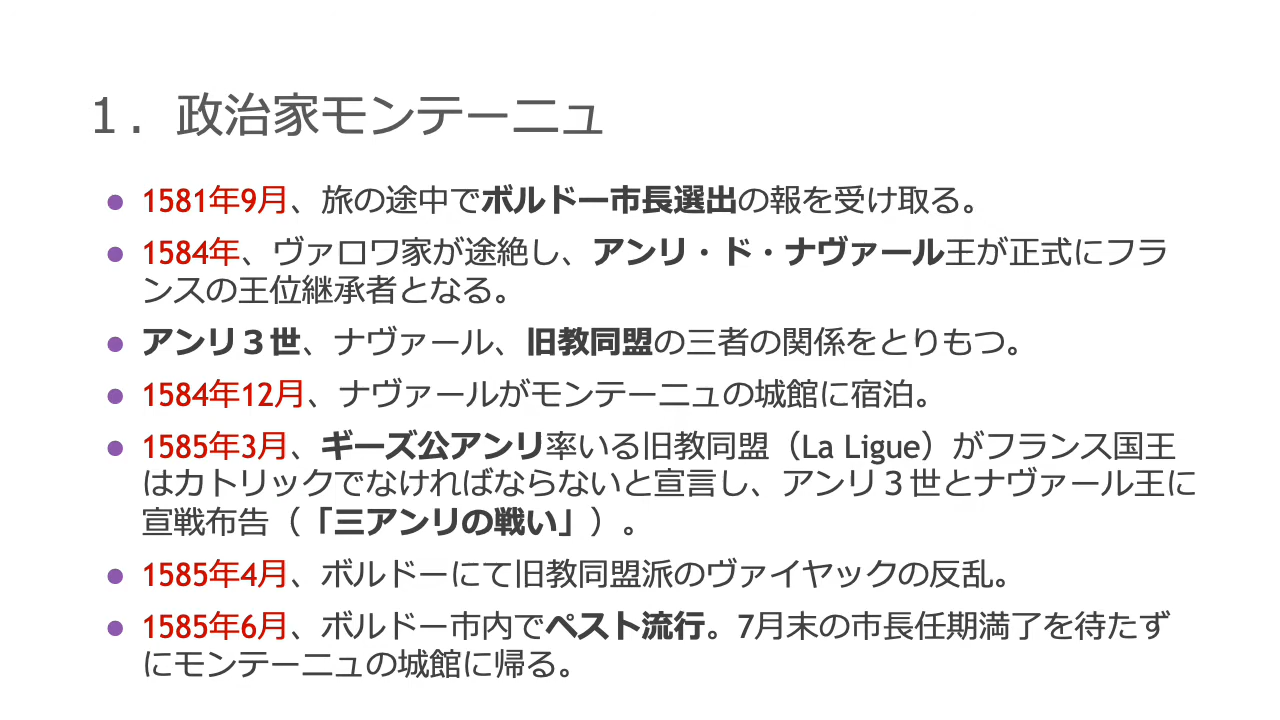 １．政治家モンテーニュ
● 1581年9月、旅の途中でボルドー市長選出の報を受け取る。
● 1584年、ヴァロワ家が途絶し、アンリ・ド・ナヴァール王が正式にフラ
ンスの王位継承者となる。
● アンリ３世、ナヴァール、旧教同盟の三者の関係をとりもつ。
● 1584年12月、ナヴァールがモンテーニュの城館に宿泊。
● 1585年3月、ギーズ公アンリ率いる旧教同盟（La Ligue）がフランス国王
はカトリックでなければならないと宣言し、アンリ３世とナヴァール王に
宣戦布告（「三アンリの戦い」）。
● 1585年4月、ボルドーにて旧教同盟派のヴァイヤックの反乱。
● 1585年6月、ボルドー市内でペスト流行。7月末の市長任期満了を待たず
にモンテーニュの城館に帰る。